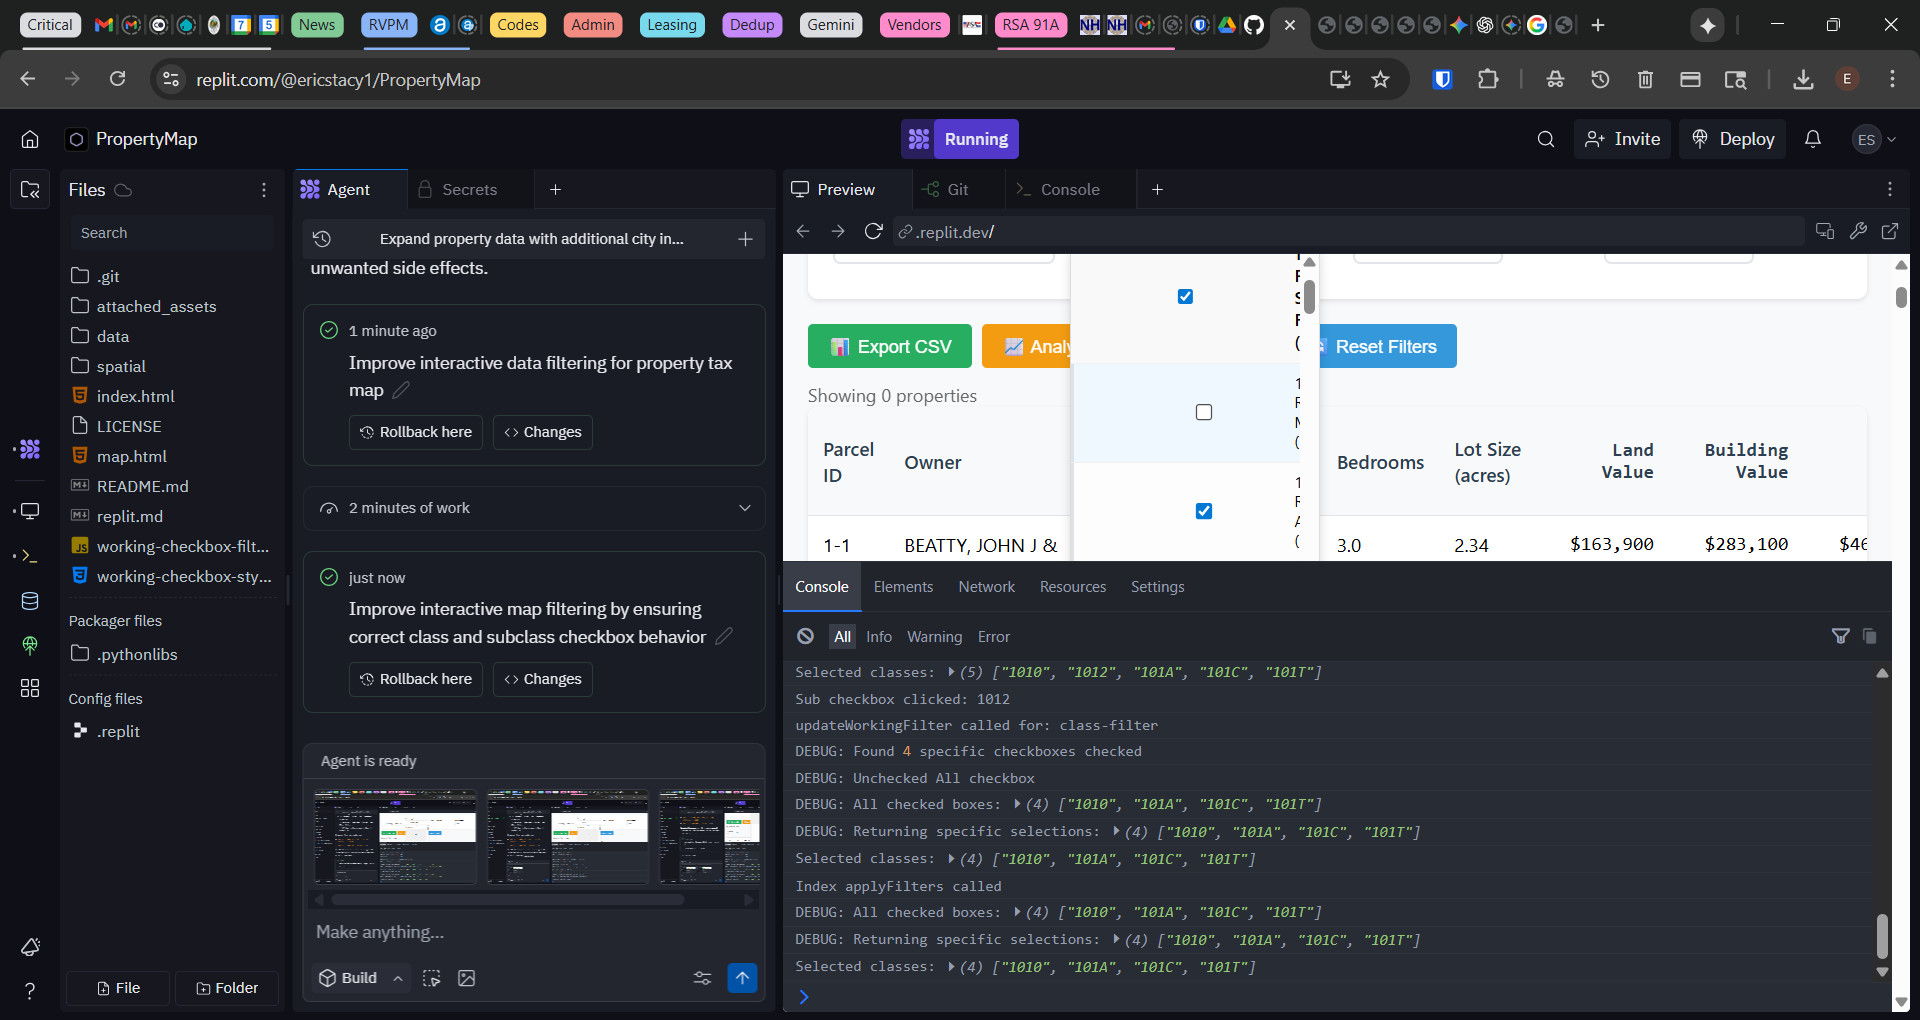 Critical
7
5
News
RVPM
Codes
Admin
Leasing
Dedup
Gemini
Vendors
RSA 91A
NH
NH
replit.com/@ericstacy1/PropertyMap
E
PropertyMap
Running
Invite
Deploy
ES
Files
Agent
Secrets
Preview
Git
Console
Search
Expand property data with additional city in...
.replit.dev/
unwanted side effects.
.git
attached_assets
data
spatial
index.html
LICENSE
map.html
README.md
replit.md
working-checkbox-filt...
working-checkbox-sty...
Packager files
.pythonlibs
Config files
.replit
File
Folder
1 minute ago
Improve interactive data filtering for property tax
map
Rollback here
Changes
2 minutes of work
just now
Improve interactive map filtering by ensuring
correct class and subclass checkbox behavior
Rollback here
Changes
Agent is ready
Make anything...
Build
Export CSV
Analy
Reset Filters
Showing 0 properties
Parcel
ID
Owner
Bedrooms
Lot Size
(acres)
Land
Value
Building
Value
1-1
BEATTY, JOHN J &
3.0
2.34
$163,900
$283,100
$46
Console
Elements
Network
Resources
Settings
All
Info
Warning
Error
Selected classes: (5) ["1010", "1012", "101A", "101C", "101T"]
Sub checkbox clicked: 1012
updateWorkingFilter called for: class-filter
DEBUG: Found 4 specific checkboxes checked
DEBUG: Unchecked All checkbox
DEBUG: All checked boxes: (4) ["1010", "101A", "101C", "101T"]
DEBUG: Returning specific selections: (4) ["1010", "101A", "101C", "101T"]
Selected classes: (4) ["1010", "101A", "101C", "101T"]
Index applyFilters called
DEBUG: All checked boxes: (4) ["1010", "101A", "101C", "101T"]
DEBUG: Returning specific selections: (4) ["1010", "101A", "101C", "101T"]
Selected classes: (4) ["1010", "101A", "101C", "101T"]